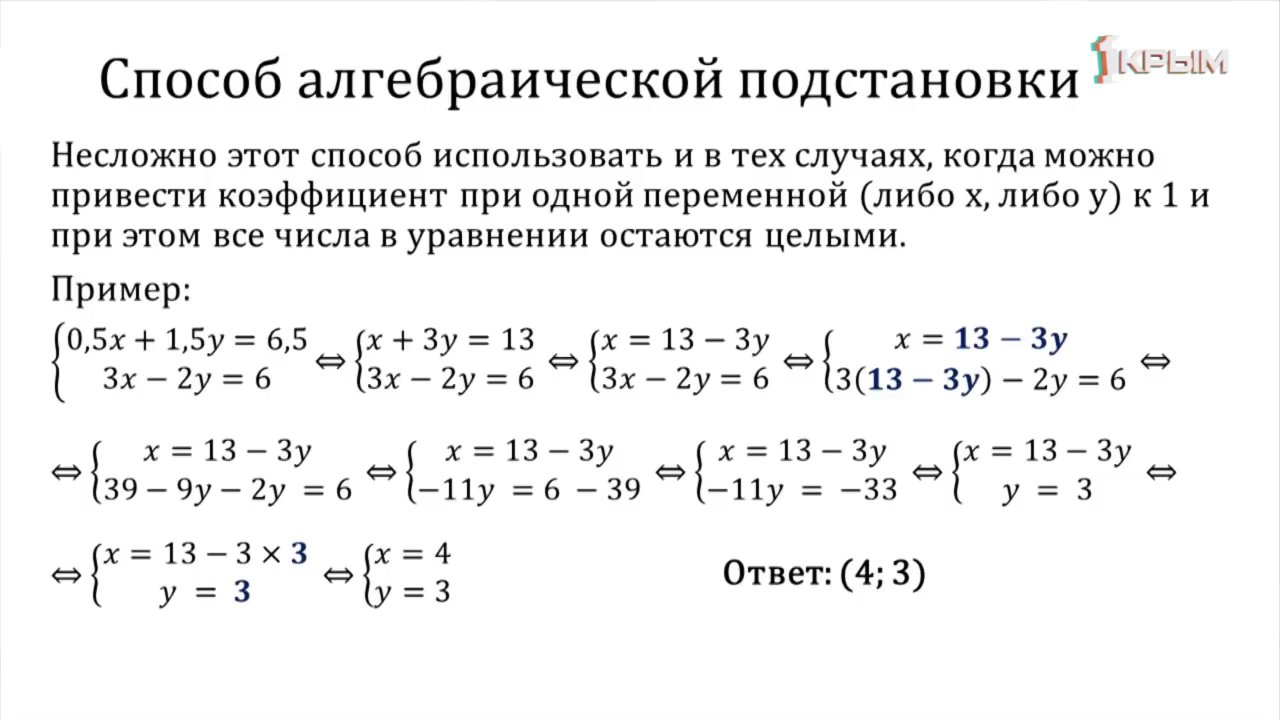 Способ алгебраической подстановки
1КРЫМ
Несложно этот способ использовать и в тех случаях, когда можно
привести коэффициент при одной переменной (либо x, либо y) к 1 и
при этом все числа в уравнении остаются целыми.
Пример:
{0,5x + 1,5y = 6,5 ⇔ {x + 3y = 13 ⇔ {x = 13 − 3y ⇔ { x = 13 − 3y ⇔
3x − 2y = 6 3x − 2y = 6 3x − 2y = 6 3(13 − 3y) − 2y = 6
⇔ { x = 13 − 3y ⇔ { x = 13 − 3y ⇔ { x = 13 − 3y ⇔ {x = 13 − 3y ⇔
39 − 9y − 2y = 6 −11y = 6 − 39 −11y = −33 y = 3
⇔ {x = 13 − 3 × 3 ⇔ {x = 4
y = 3 y = 3
Ответ: (4; 3)